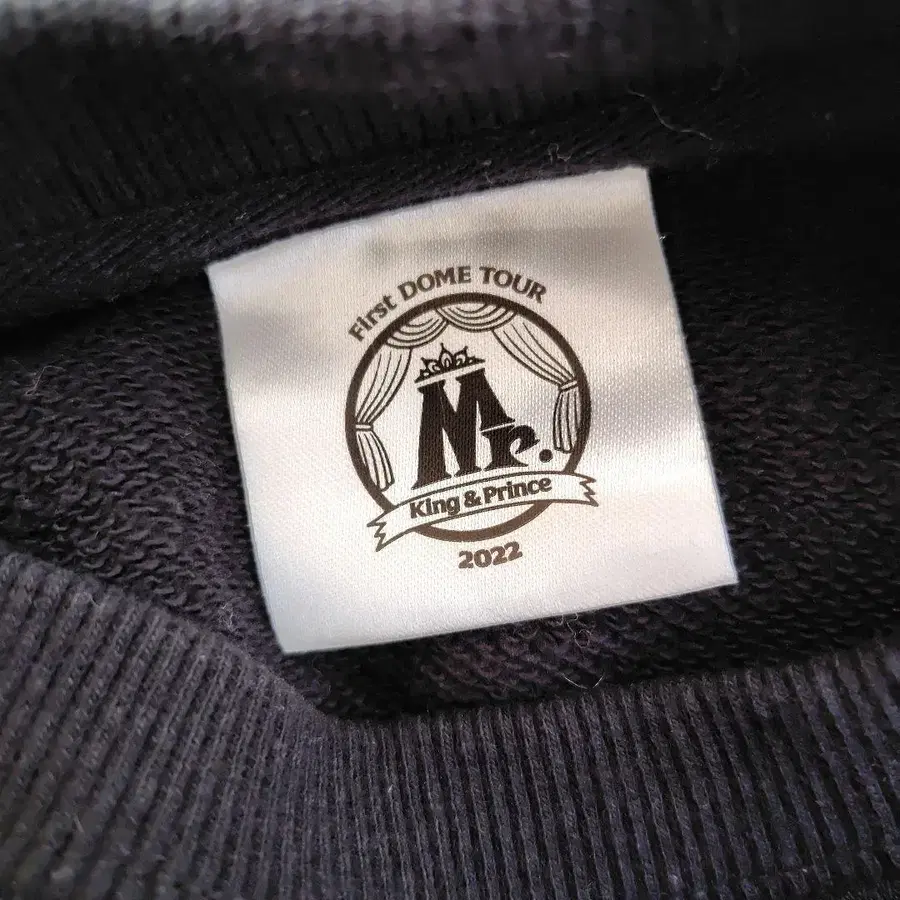 First DOME TOUR
Mr.
King & Prince
2022